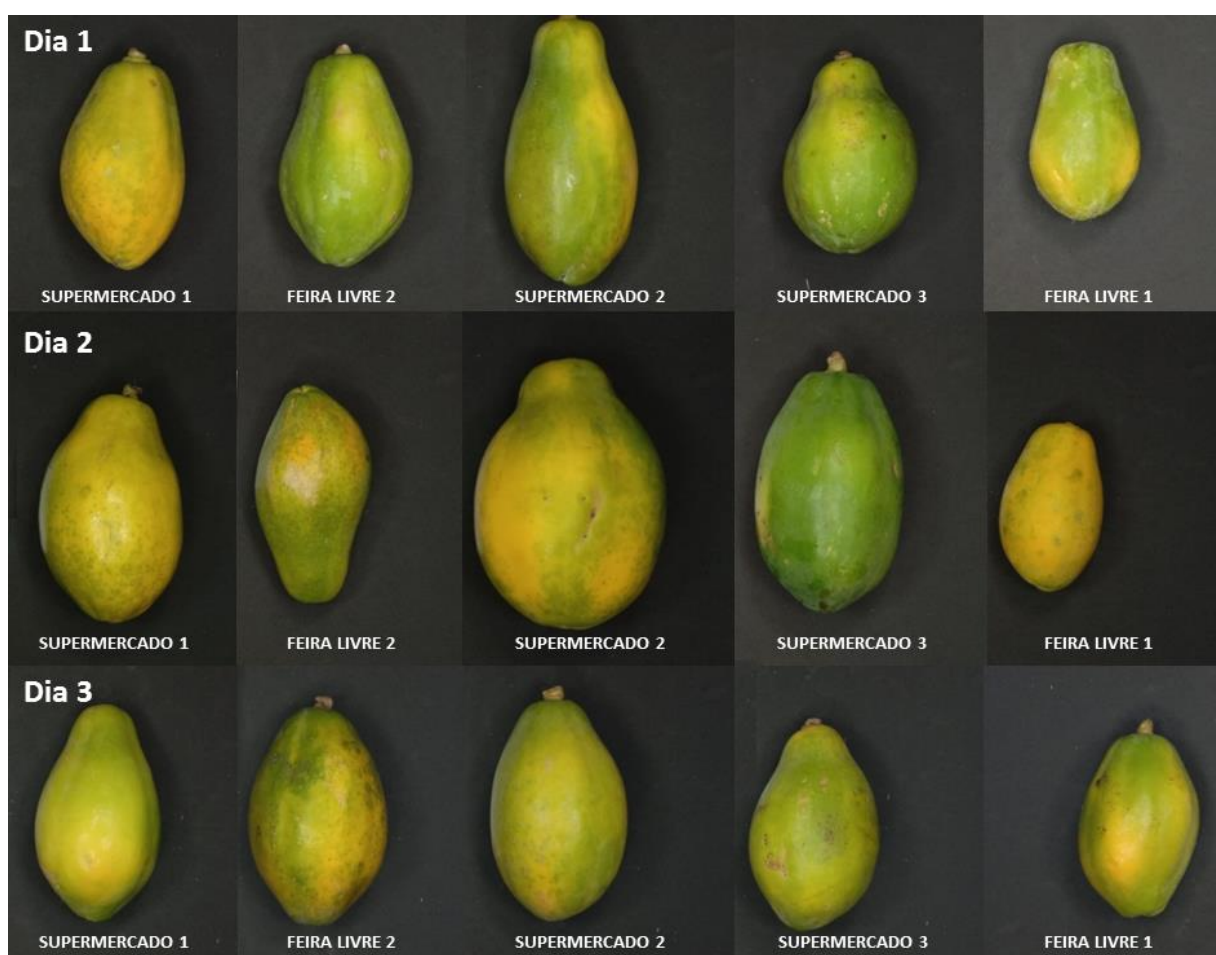 Dia 1
SUPERMERCADO 1
FEIRA LIVRE 2
SUPERMERCADO 2
SUPERMERCADO 3
FEIRA LIVRE 1
Dia 2
SUPERMERCADO 1
FEIRA LIVRE 2
SUPERMERCADO 2
SUPERMERCADO 3
FEIRA LIVRE 1
Dia 3
SUPERMERCADO 1
FEIRA LIVRE 2
SUPERMERCADO 2
SUPERMERCADO 3
FEIRA LIVRE 1